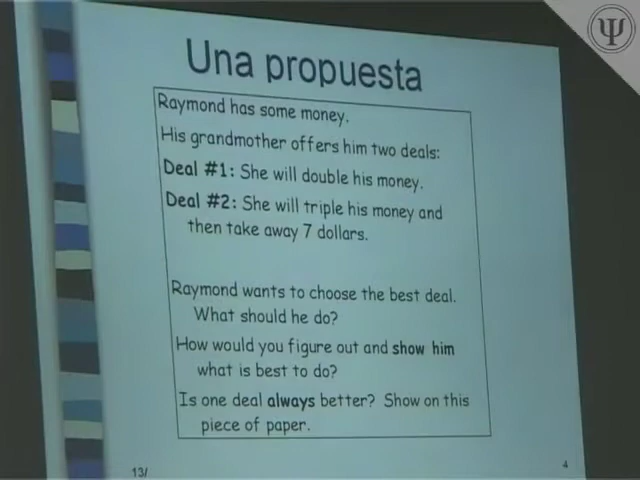 Una propuesta
Raymond has some money.
His grandmother offers him two deals:
Deal #1: She will double his money.
Deal #2: She will triple his money and
then take away 7 dollars.
Raymond wants to choose the best deal.
What should he do?
How would you figure out and show him
what is best to do?
Is one deal always better? Show on this
piece of paper.
13/
4
Ψ